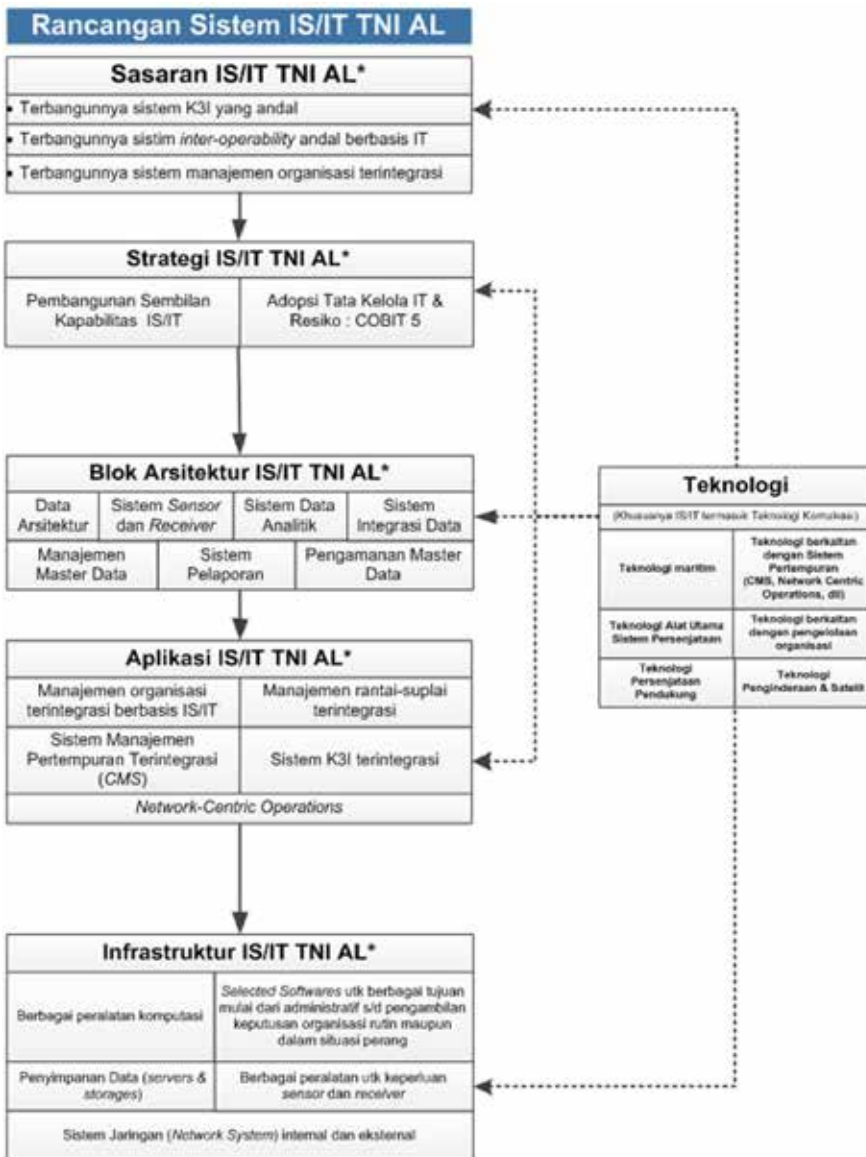 Rancangan Sistem IS/IT TNI AL
Sasaran IS/IT TNI AL*
• Terbangunnya sistem K3I yang andal
• Terbangunnya sistim inter-operability andal berbasis IT
• Terbangunnya sistem manajemen organisasi terintegrasi
Strategi IS/IT TNI AL*
Pembangunan Sembilan
Kapabilitas IS/IT
Adopsi Tata Kelola IT &
Resiko : COBIT 5
Blok Arsitektur IS/IT TNI AL*
Data
Arsitektur
Sistem Sensor
dan Receiver
Sistem Data
Analitik
Sistem
Integrasi Data
Manajemen
Master Data
Sistem
Pelaporan
Pengamanan Master
Data
Aplikasi IS/IT TNI AL*
Manajemen organisasi
terintegrasi berbasis IS/IT
Manajemen rantai-suplai
terintegrasi
Sistem Manajemen
Pertempuran Terintegrasi
(CMS)
Sistem K3I terintegrasi
Network-Centric Operations
Infrastruktur IS/IT TNI AL*
Berbagai peralatan komputasi
Selected Softwares utk berbagai tujuan
mulai dari administratif s/d pengambilan
keputusan organisasi rutin maupun
dalam situasi perang
Penyimpanan Data (servers &
storages)
Berbagai peralatan utk keperluan
sensor dan receiver
Sistem Jaringan (Network System) internal dan eksternal
Teknologi
(Khususnya IS/IT termasuk Teknologi Komukasi)
Teknologi maritim
Teknologi berkaitan
dengan Sistem
Pertempuran
(CMS, Network Centric
Operations, dll)
Teknologi Alat Utama
Sistem Persenjataan
Teknologi berkaitan
dengan pengelolaan
organisasi
Teknologi
Persenjataan
Pendukung
Teknologi
Penginderaan & Satelit